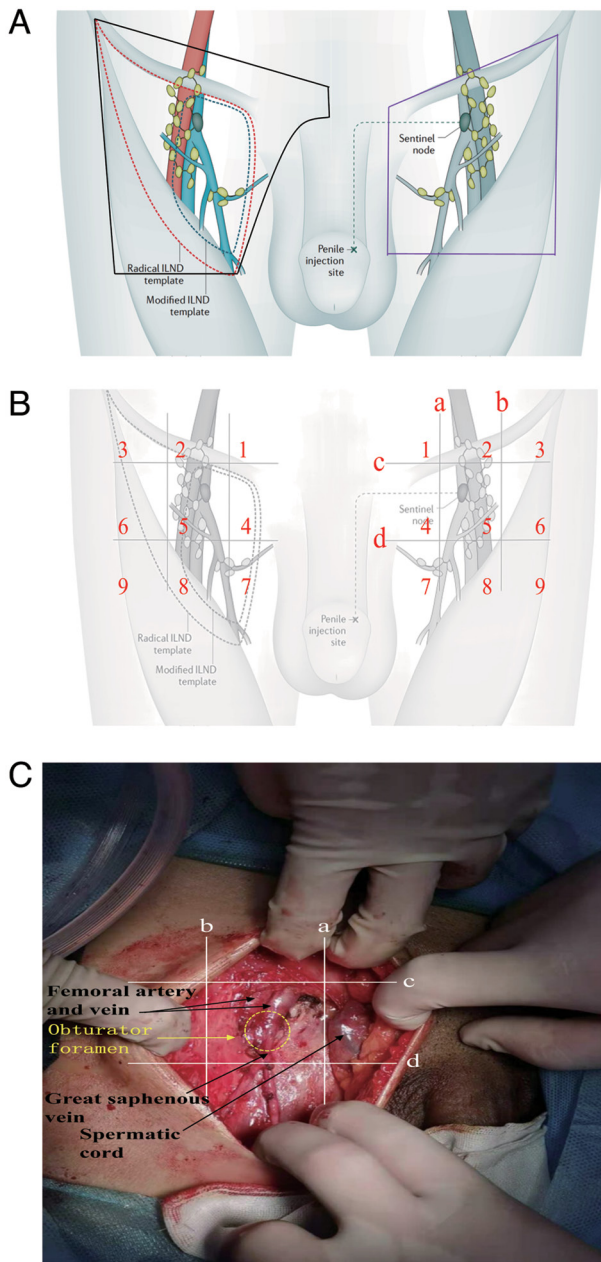 A
Sentinel
node
Penile
injection
site
Radical ILND
template
Modified ILND
template
B
a
b
3
2
1
1
2
3
c
Sentinel
node
6
5
4
4
5
6
d
9
8
7
7
8
9
Penile
injection
site
Radical ILND
template
Modified ILND
template
C
b
a
c
Femoral artery
and vein
Obturator
foramen
d
Great saphenous
vein
Spermatic
cord